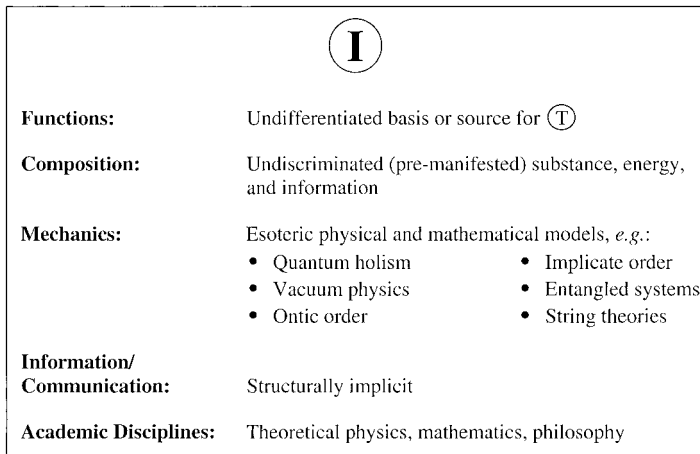 I
Functions: Undifferentiated basis or source for T
Composition: Undiscriminated (pre-manifested) substance, energy,
and information
Mechanics: Esoteric physical and mathematical models, e.g.:
• Quantum holism • Implicate order
• Vacuum physics • Entangled systems
• Ontic order • String theories
Information/
Communication: Structurally implicit
Academic Disciplines: Theoretical physics, mathematics, philosophy